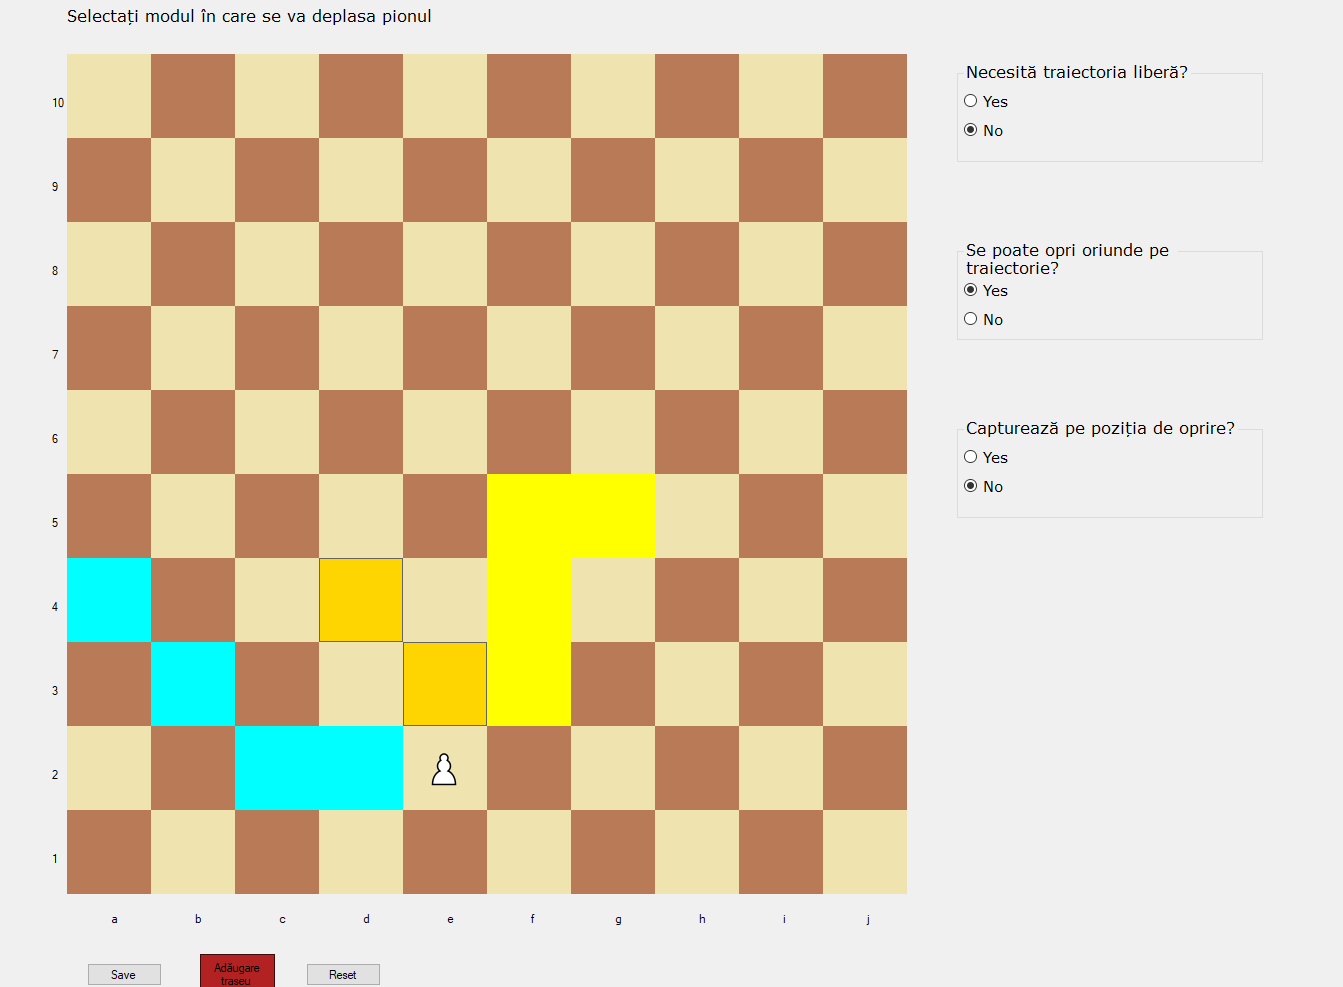 Selectați modul în care se va deplasa pionul
10
9
8
7
6
5
4
3
2
1
a b c d e f g h i j
Save
Adăugare
traseu
Reset
Necesită traiectoria liberă?
Yes
No
Se poate opri oriunde pe
traiectorie?
Yes
No
Capturează pe poziția de oprire?
Yes
No